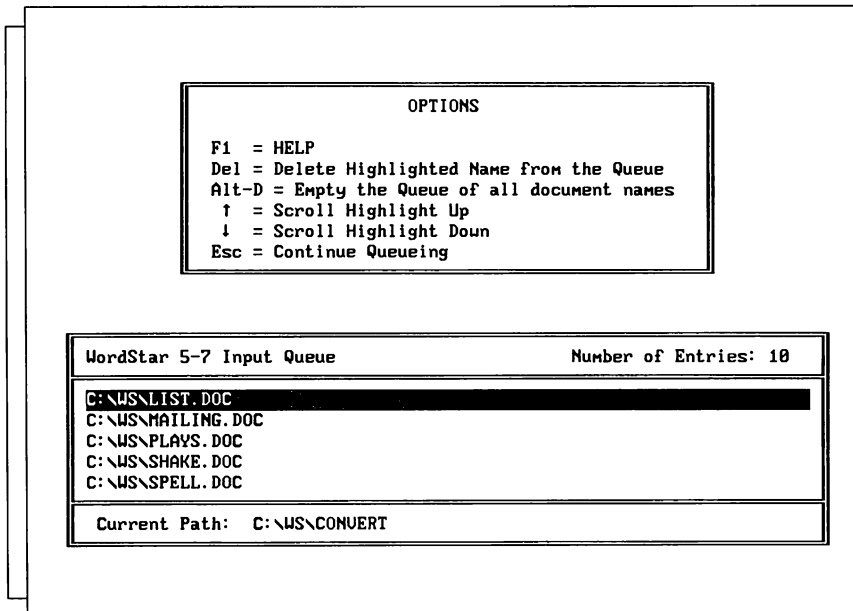 OPTIONS
F1 = HELP
Del = Delete Highlighted Name from the Queue
Alt-D = Empty the Queue of all document names
↑ = Scroll Highlight Up
↓ = Scroll Highlight Down
Esc = Continue Queueing
WordStar 5-7 Input Queue Number of Entries: 10
C:\WS\LIST.DOC
C:\WS\MAILING.DOC
C:\WS\PLAYS.DOC
C:\WS\SHAKE.DOC
C:\WS\SPELL.DOC
Current Path: C:\WS\CONVERT